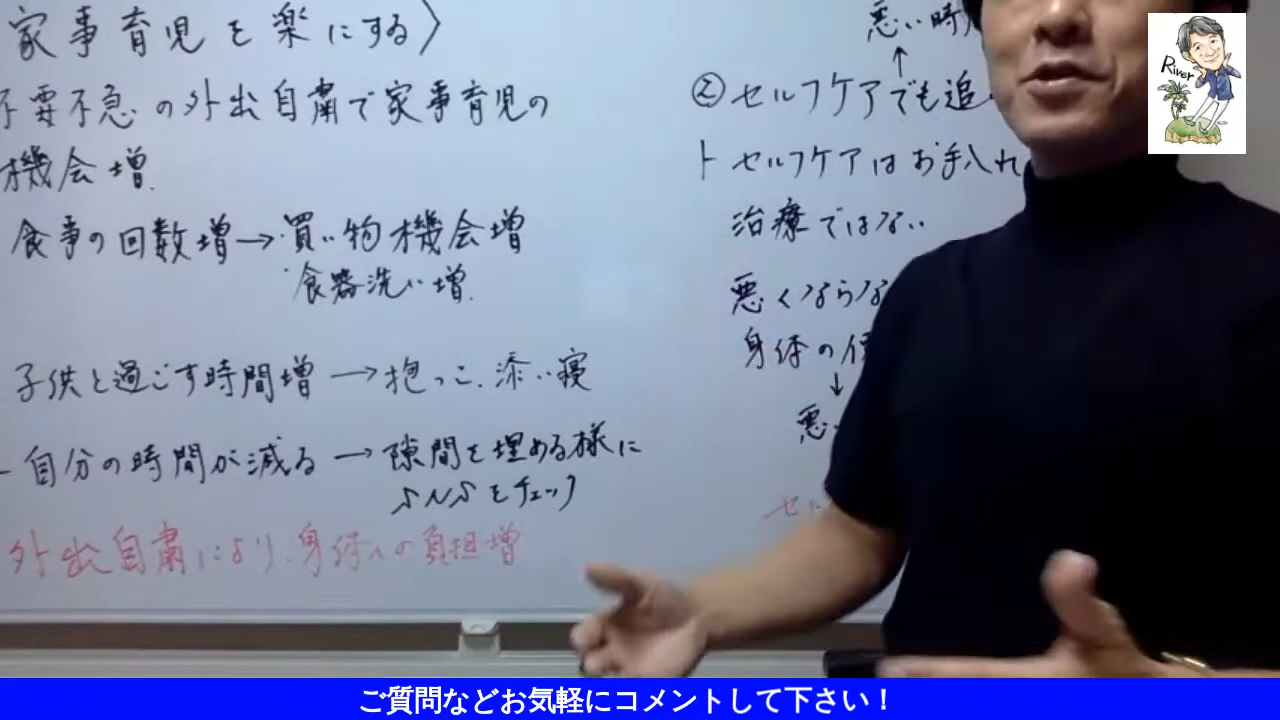 家事育児を楽にする〉
不要不急の外出自粛で家事育児の
機会増
食事の回数増→買い物機会増
食器洗い増
子供と過ごす時間増→抱っこ、添い寝
自分の時間が減る→隙間を埋める様に
SNSをチェック
外出自粛により、身体への負担増
悪い時
↑
②セルフケアでも追
セルフケアはお手入れ
治療ではない
悪くならな
身体の
↓
悪
River
ご質問などお気軽にコメントして下さい！